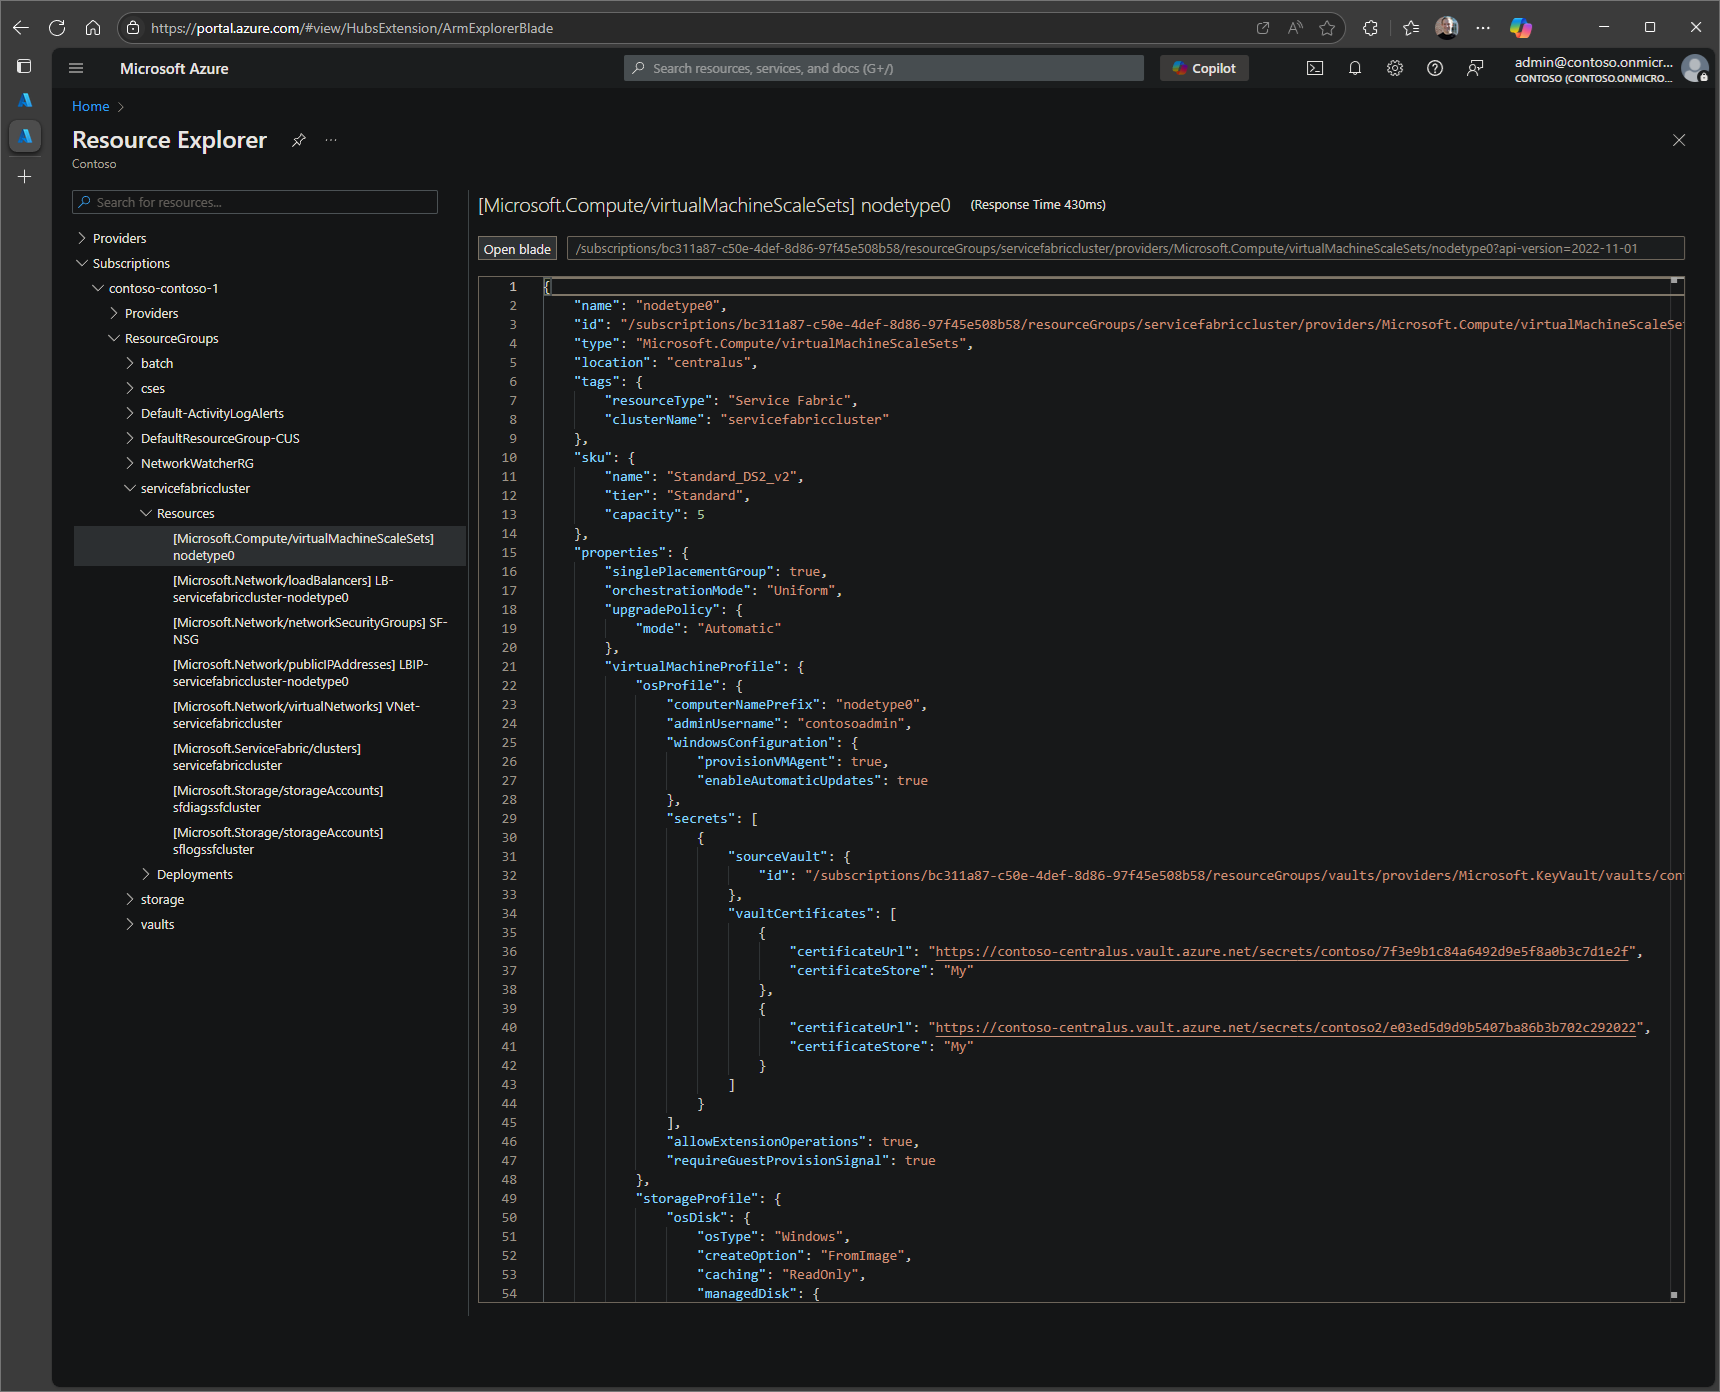 https://portal.azure.com/#view/HubsExtension/ArmExplorerBlade
Microsoft Azure
Search resources, services, and docs (G+/)
Copilot
admin@contoso.onmicr...
CONTOSO (CONTOSO.ONMICRO...
Home
Resource Explorer
Contoso
Search for resources...
Providers
Subscriptions
contoso-contoso-1
Providers
ResourceGroups
batch
cses
Default-ActivityLogAlerts
DefaultResourceGroup-CUS
NetworkWatcherRG
servicefabriccluster
Resources
[Microsoft.Compute/virtualMachineScaleSets]
nodetype0
[Microsoft.Network/loadBalancers] LB-
servicefabriccluster-nodetype0
[Microsoft.Network/networkSecurityGroups] SF-
NSG
[Microsoft.Network/publicIPAddresses] LBIP-
servicefabriccluster-nodetype0
[Microsoft.Network/virtualNetworks] VNet-
servicefabriccluster
[Microsoft.ServiceFabric/clusters]
servicefabriccluster
[Microsoft.Storage/storageAccounts]
sfdiagssfcluster
[Microsoft.Storage/storageAccounts]
sflogssfcluster
Deployments
storage
vaults
[Microsoft.Compute/virtualMachineScaleSets] nodetype0 (Response Time 430ms)
Open blade
/subscriptions/bc311a87-c50e-4def-8d86-97f45e508b58/resourceGroups/servicefabriccluster/providers/Microsoft.Compute/virtualMachineScaleSets/nodetype0?api-version=2022-11-01
1 {
2 "name": "nodetype0",
3 "id": "/subscriptions/bc311a87-c50e-4def-8d86-97f45e508b58/resourceGroups/servicefabriccluster/providers/Microsoft.Compute/virtualMachineScaleSet
4 "type": "Microsoft.Compute/virtualMachineScaleSets",
5 "location": "centralus",
6 "tags": {
7 "resourceType": "Service Fabric",
8 "clusterName": "servicefabriccluster"
9 },
10 "sku": {
11 "name": "Standard_DS2_v2",
12 "tier": "Standard",
13 "capacity": 5
14 },
15 "properties": {
16 "singlePlacementGroup": true,
17 "orchestrationMode": "Uniform",
18 "upgradePolicy": {
19 "mode": "Automatic"
20 },
21 "virtualMachineProfile": {
22 "osProfile": {
23 "computerNamePrefix": "nodetype0",
24 "adminUsername": "contosoadmin",
25 "windowsConfiguration": {
26 "provisionVMAgent": true,
27 "enableAutomaticUpdates": true
28 },
29 "secrets": [
30 {
31 "sourceVault": {
32 "id": "/subscriptions/bc311a87-c50e-4def-8d86-97f45e508b58/resourceGroups/vaults/providers/Microsoft.KeyVault/vaults/con
33 },
34 "vaultCertificates": [
35 {
36 "certificateUrl": "https://contoso-centralus.vault.azure.net/secrets/contoso/7f3e9b1c84a6492d9e5f8a0b3c7d1e2f",
37 "certificateStore": "My"
38 },
39 {
40 "certificateUrl": "https://contoso-centralus.vault.azure.net/secrets/contoso2/e03ed5d9d9b5407ba86b3b702c292022",
41 "certificateStore": "My"
42 }
43 ]
44 }
45 ],
46 "allowExtensionOperations": true,
47 "requireGuestProvisionSignal": true
48 },
49 "storageProfile": {
50 "osDisk": {
51 "osType": "Windows",
52 "createOption": "FromImage",
53 "caching": "ReadOnly",
54 "managedDisk": {